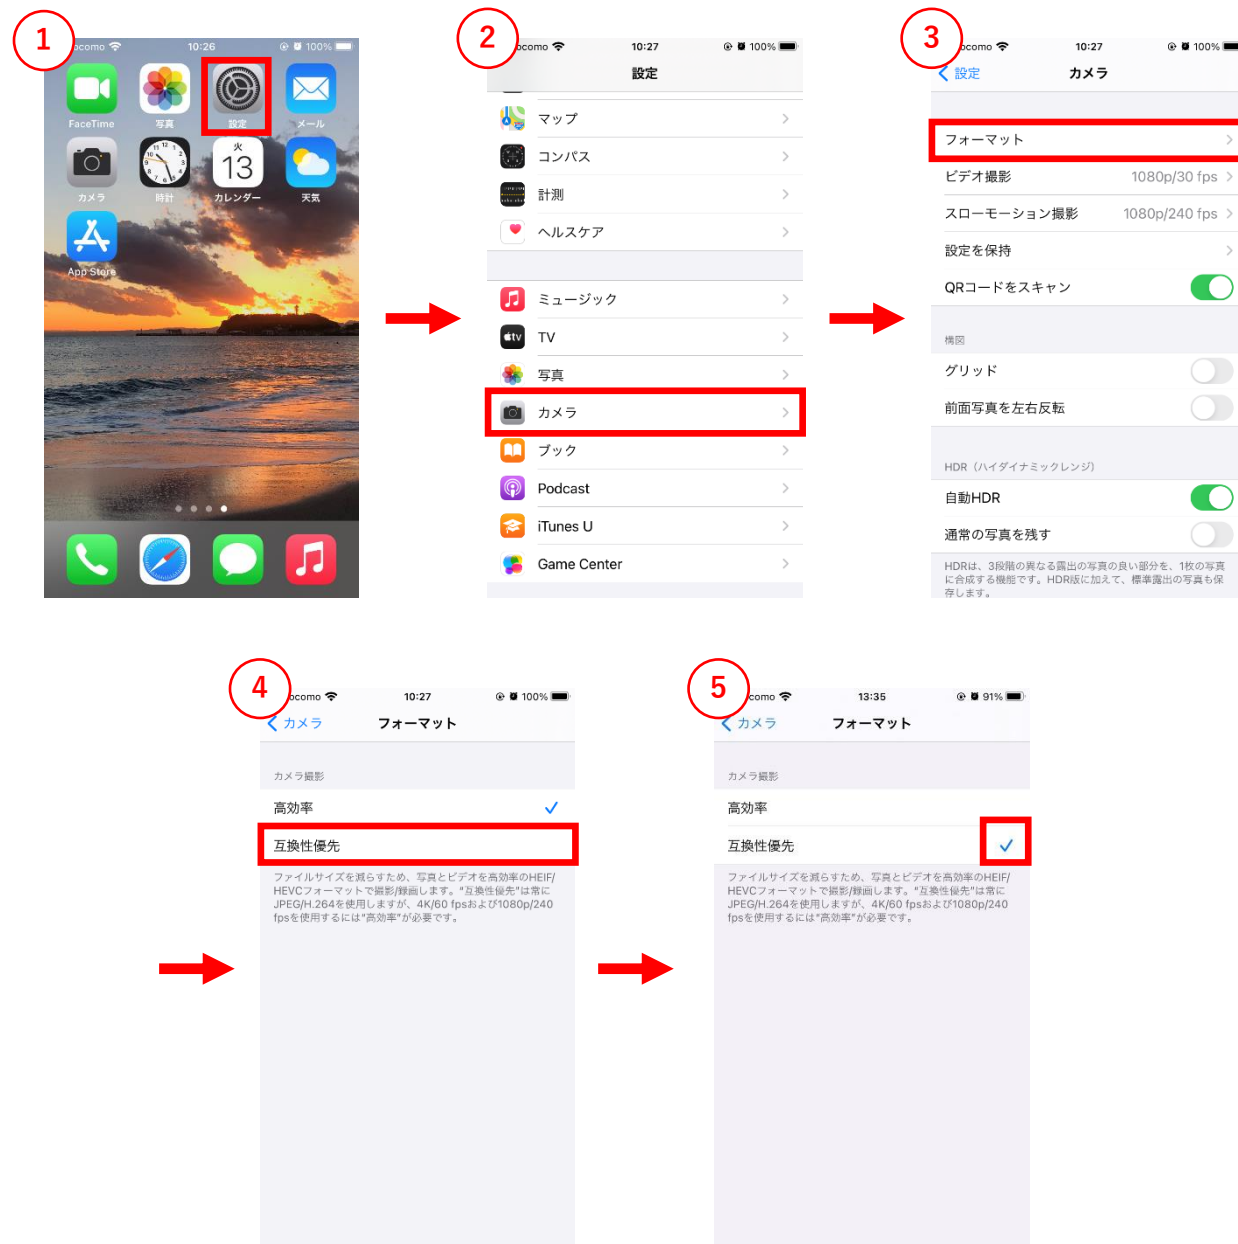 1
ocomo 10:26 100%
FaceTime 写真 設定 メール
12 11 1 10 2 9 3 8 4 7 6 5
火
13
カメラ 時計 カレンダー 天気
App Store
2
ocomo 10:27 100%
設定
マップ
コンパス
計測
ヘルスケア
ミュージック
tv TV
写真
カメラ
ブック
Podcast
iTunes U
Game Center
3
ocomo 10:27 100%
設定 カメラ
フォーマット
ビデオ撮影 1080p/30 fps
スローモーション撮影 1080p/240 fps
設定を保持
QRコードをスキャン
構図
グリッド
前面写真を左右反転
HDR（ハイダイナミックレンジ）
自動HDR
通常の写真を残す
HDRは、3段階の異なる露出の写真の良い部分を、1枚の写真
に合成する機能です。HDR版に加えて、標準露出の写真も保
存します。
4
ocomo 10:27 100%
カメラ フォーマット
カメラ撮影
高効率
互換性優先
ファイルサイズを減らすため、写真とビデオを高効率のHEIF/
HEVCフォーマットで撮影/録画します。“互換性優先”は常に
JPEG/H.264を使用しますが、4K/60 fpsおよび1080p/240
fpsを使用するには“高効率”が必要です。
5
como 13:35 91%
カメラ フォーマット
カメラ撮影
高効率
互換性優先
ファイルサイズを減らすため、写真とビデオを高効率のHEIF/
HEVCフォーマットで撮影/録画します。“互換性優先”は常に
JPEG/H.264を使用しますが、4K/60 fpsおよび1080p/240
fpsを使用するには“高効率”が必要です。